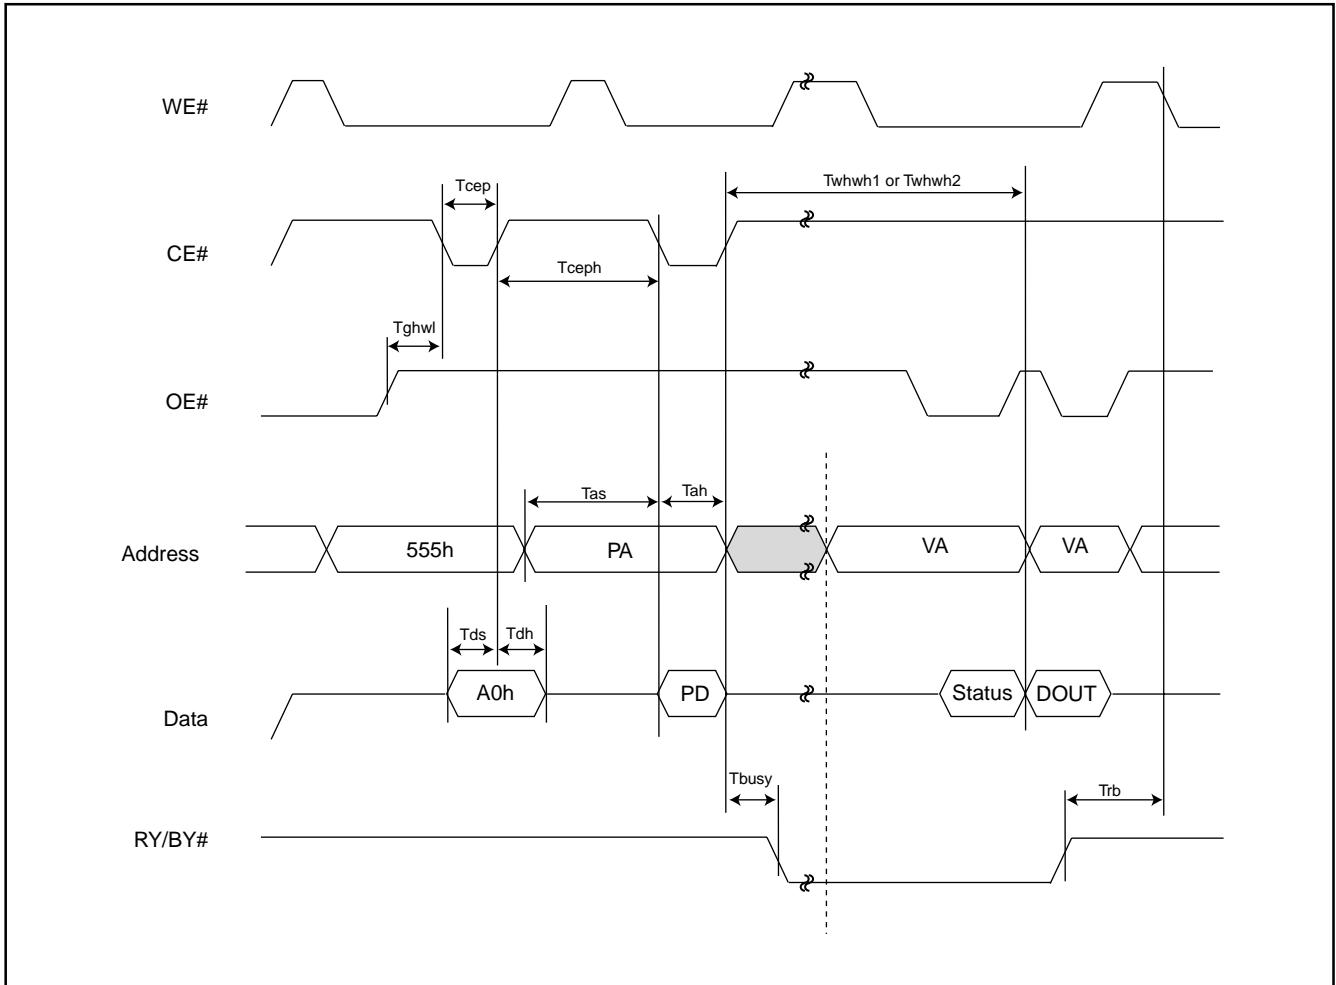 WE#
Tcep
Twhwh1 or Twhwh2
CE#
Tceph
Tghwl
OE#
Tas
Tah
Address
555h
PA
VA
VA
Tds
Tdh
Data
A0h
PD
Status
DOUT
Tbusy
Trb
RY/BY#